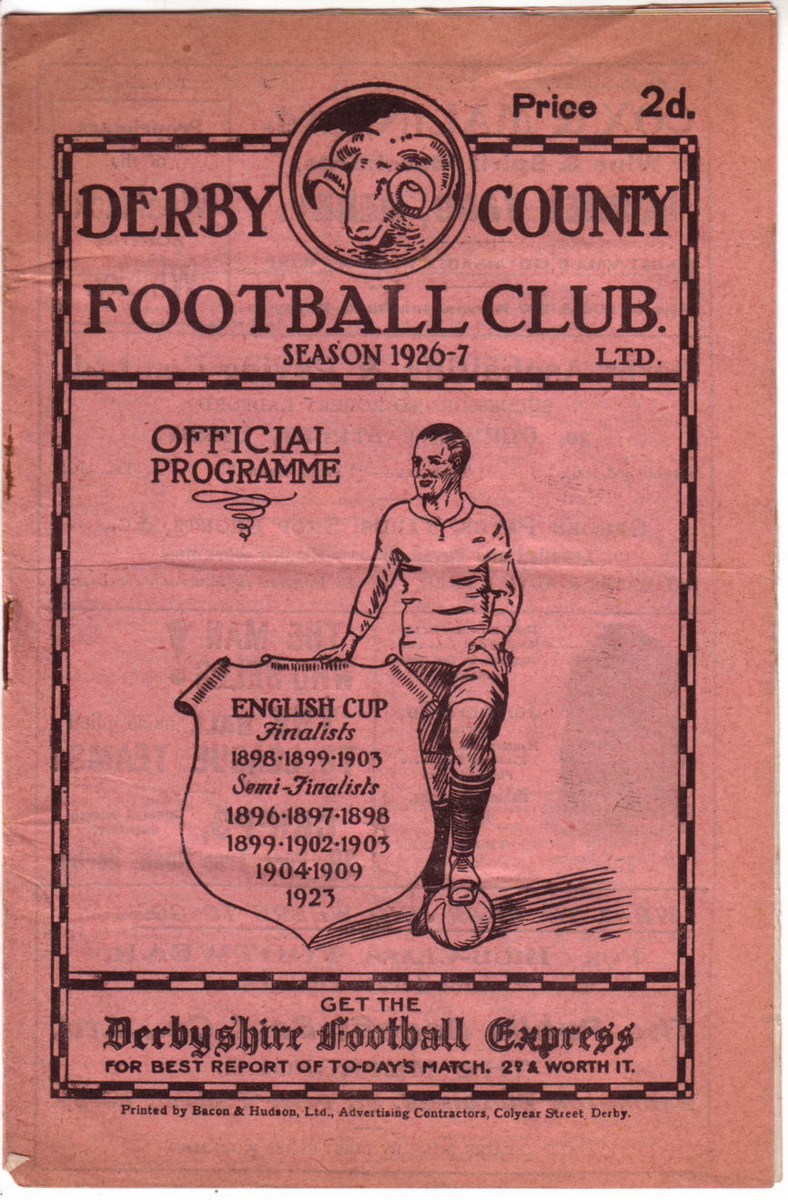 Price 2d.
DERBY COUNTY
FOOTBALL CLUB.
SEASON 1926-7 LTD.
OFFICIAL
PROGRAMME
ENGLISH CUP
Finalists
1898·1899·1903
Semi-Finalists
1896·1897·1898
1899·1902·1903
1904·1909
1923
GET THE
Derbyshire Football Express
FOR BEST REPORT OF TO-DAY'S MATCH. 2D & WORTH IT.
Printed by Bacon & Hudson, Ltd., Advertising Contractors, Colyear Street, Derby.